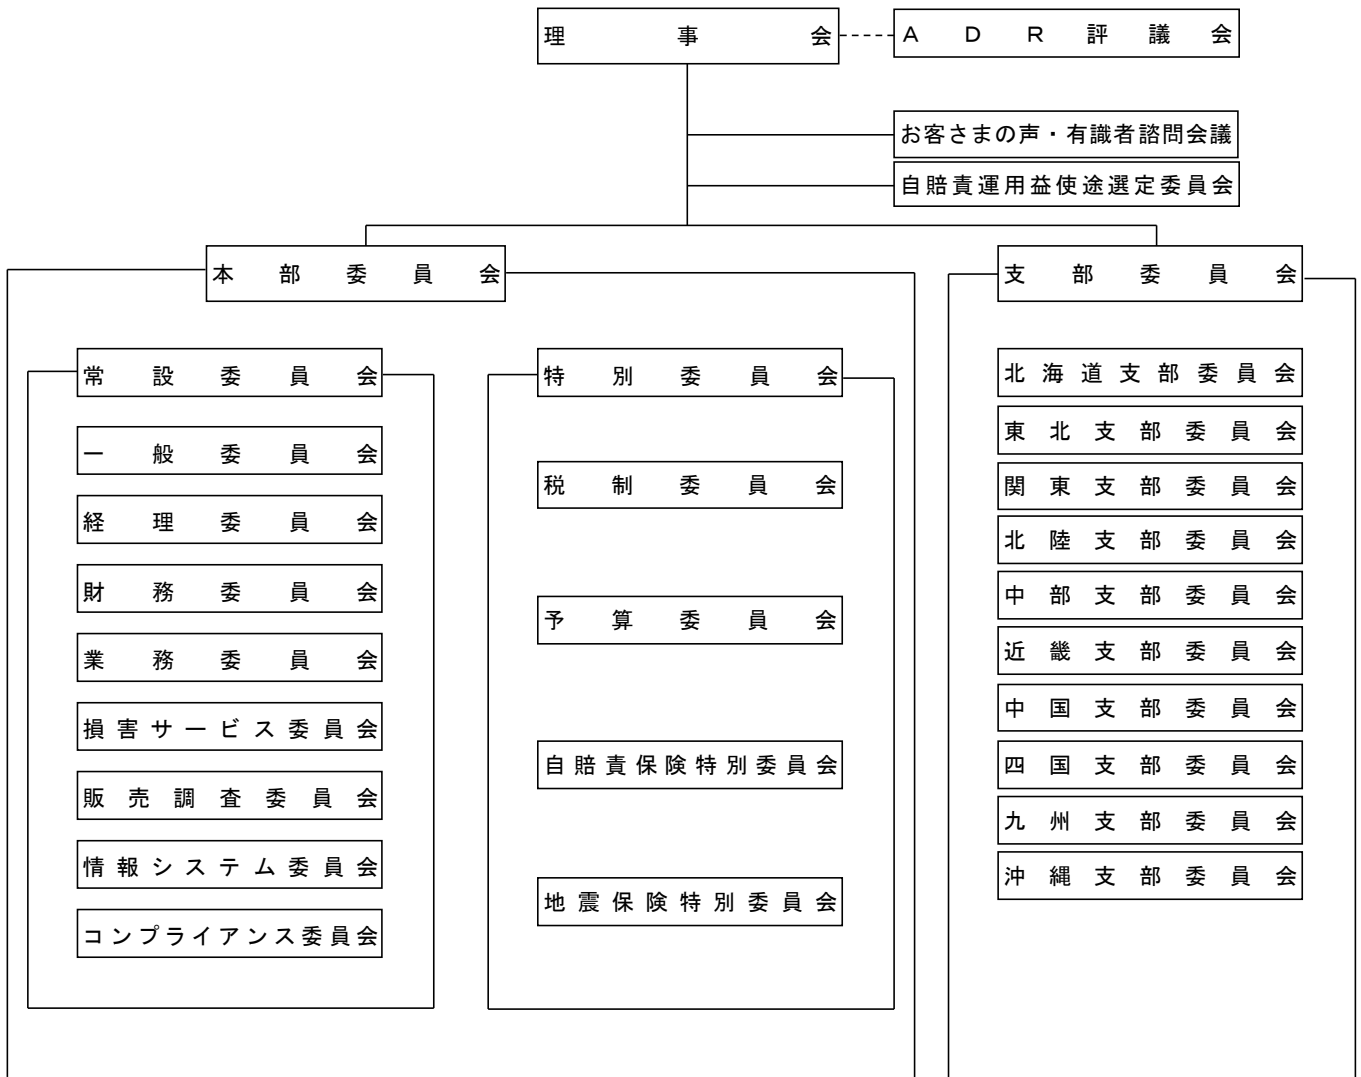 理事会
ＡＤＲ評議会
お客さまの声・有識者諮問会議
自賠責運用益使途選定委員会
本部委員会
支部委員会
常設委員会
一般委員会
経理委員会
財務委員会
業務委員会
損害サービス委員会
販売調査委員会
情報システム委員会
コンプライアンス委員会
特別委員会
税制委員会
予算委員会
自賠責保険特別委員会
地震保険特別委員会
北海道支部委員会
東北支部委員会
関東支部委員会
北陸支部委員会
中部支部委員会
近畿支部委員会
中国支部委員会
四国支部委員会
九州支部委員会
沖縄支部委員会